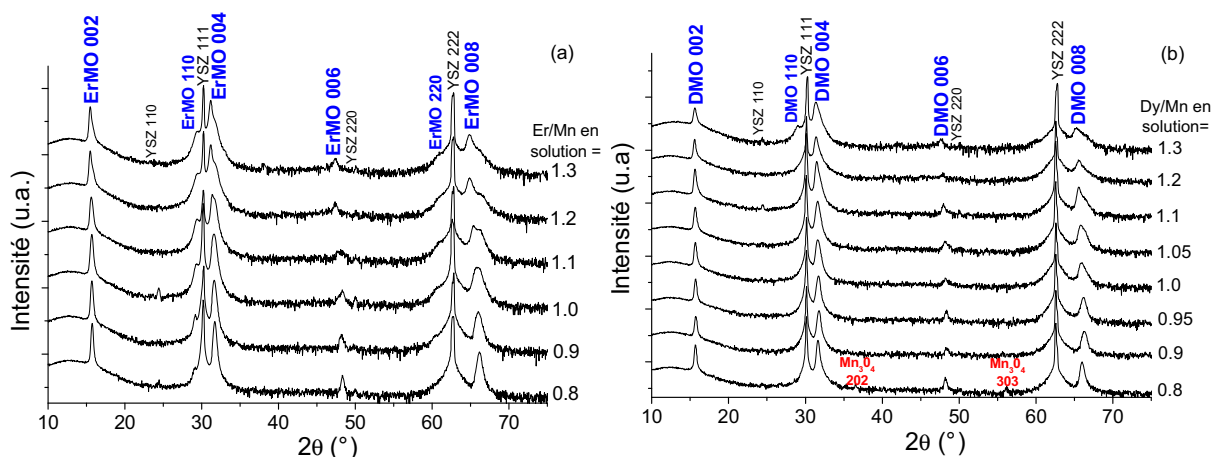 ErMO 002
YSZ 110
ErMO 110
YSZ 111
ErMO 004
ErMO 006
YSZ 220
ErMO 220
YSZ 222
ErMO 008
(a)
Er/Mn en
solution =
1.3
1.2
1.1
1.0
0.9
0.8
Intensité (u.a.)
10 20 30 40 50 60 70
2θ (°)
DMO 002
YSZ 110
DMO 110
YSZ 111
DMO 004
DMO 006
YSZ 220
YSZ 222
DMO 008
(b)
Dy/Mn en
solution=
1.3
1.2
1.1
1.05
1.0
0.95
0.9
0.8
Mn₃0₄
202
Mn₃0₄
303
Intensité (u.a)
10 20 30 40 50 60 70
2θ (°)